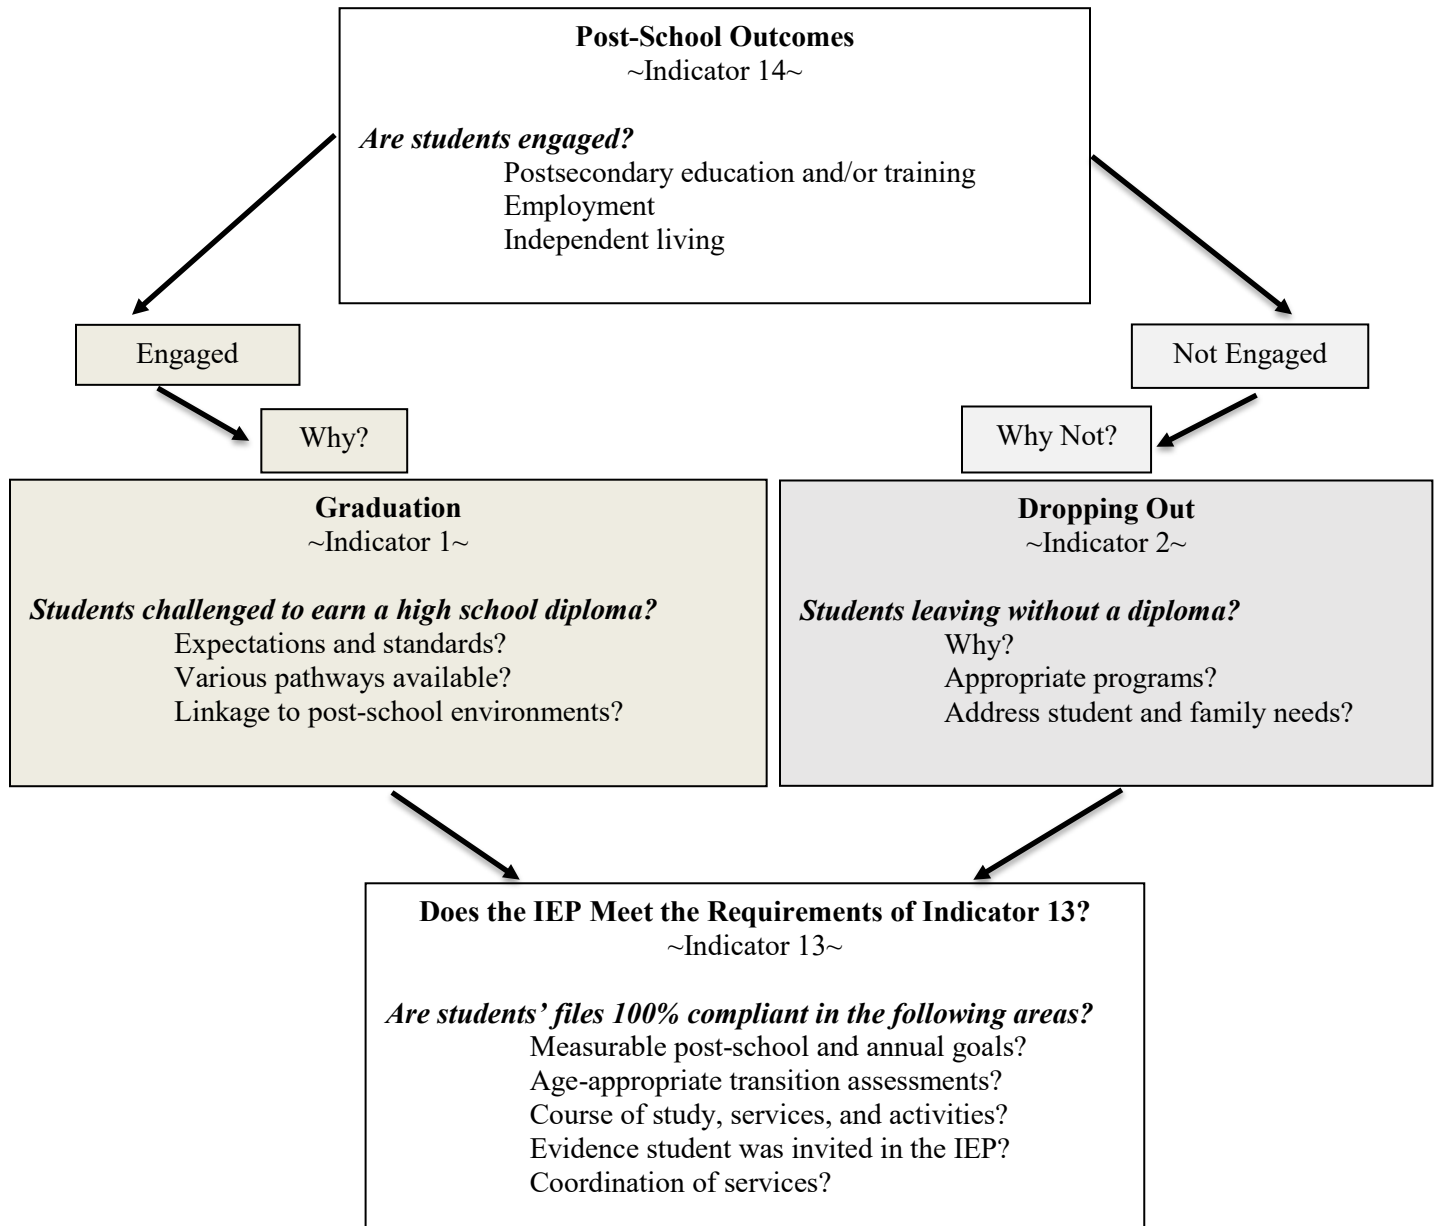 Post-School Outcomes
~Indicator 14~
Are students engaged?
Postsecondary education and/or training
Employment
Independent living
Engaged
Not Engaged
Why?
Why Not?
Graduation
~Indicator 1~
Students challenged to earn a high school diploma?
Expectations and standards?
Various pathways available?
Linkage to post-school environments?
Dropping Out
~Indicator 2~
Students leaving without a diploma?
Why?
Appropriate programs?
Address student and family needs?
Does the IEP Meet the Requirements of Indicator 13?
~Indicator 13~
Are students’ files 100% compliant in the following areas?
Measurable post-school and annual goals?
Age-appropriate transition assessments?
Course of study, services, and activities?
Evidence student was invited in the IEP?
Coordination of services?